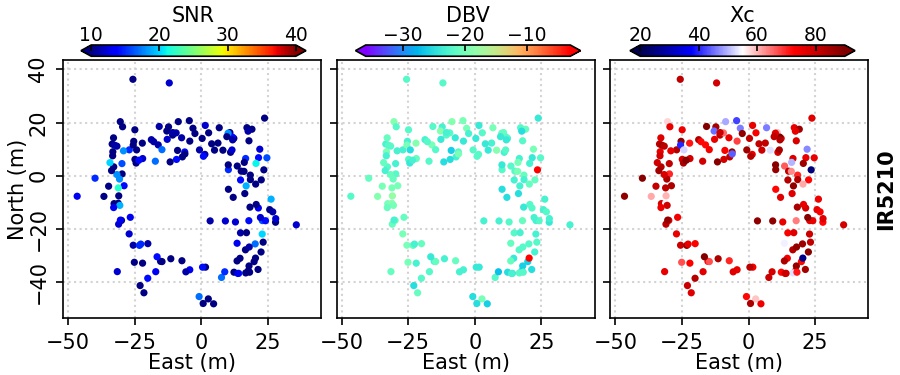 SNR DBV Xc
10 20 30 40 −30 −20 −10 20 40 60 80
40
20
0
−20
−40
North (m)
IR5210
−50 −25 0 25 −50 −25 0 25 −50 −25 0 25
East (m) East (m) East (m)